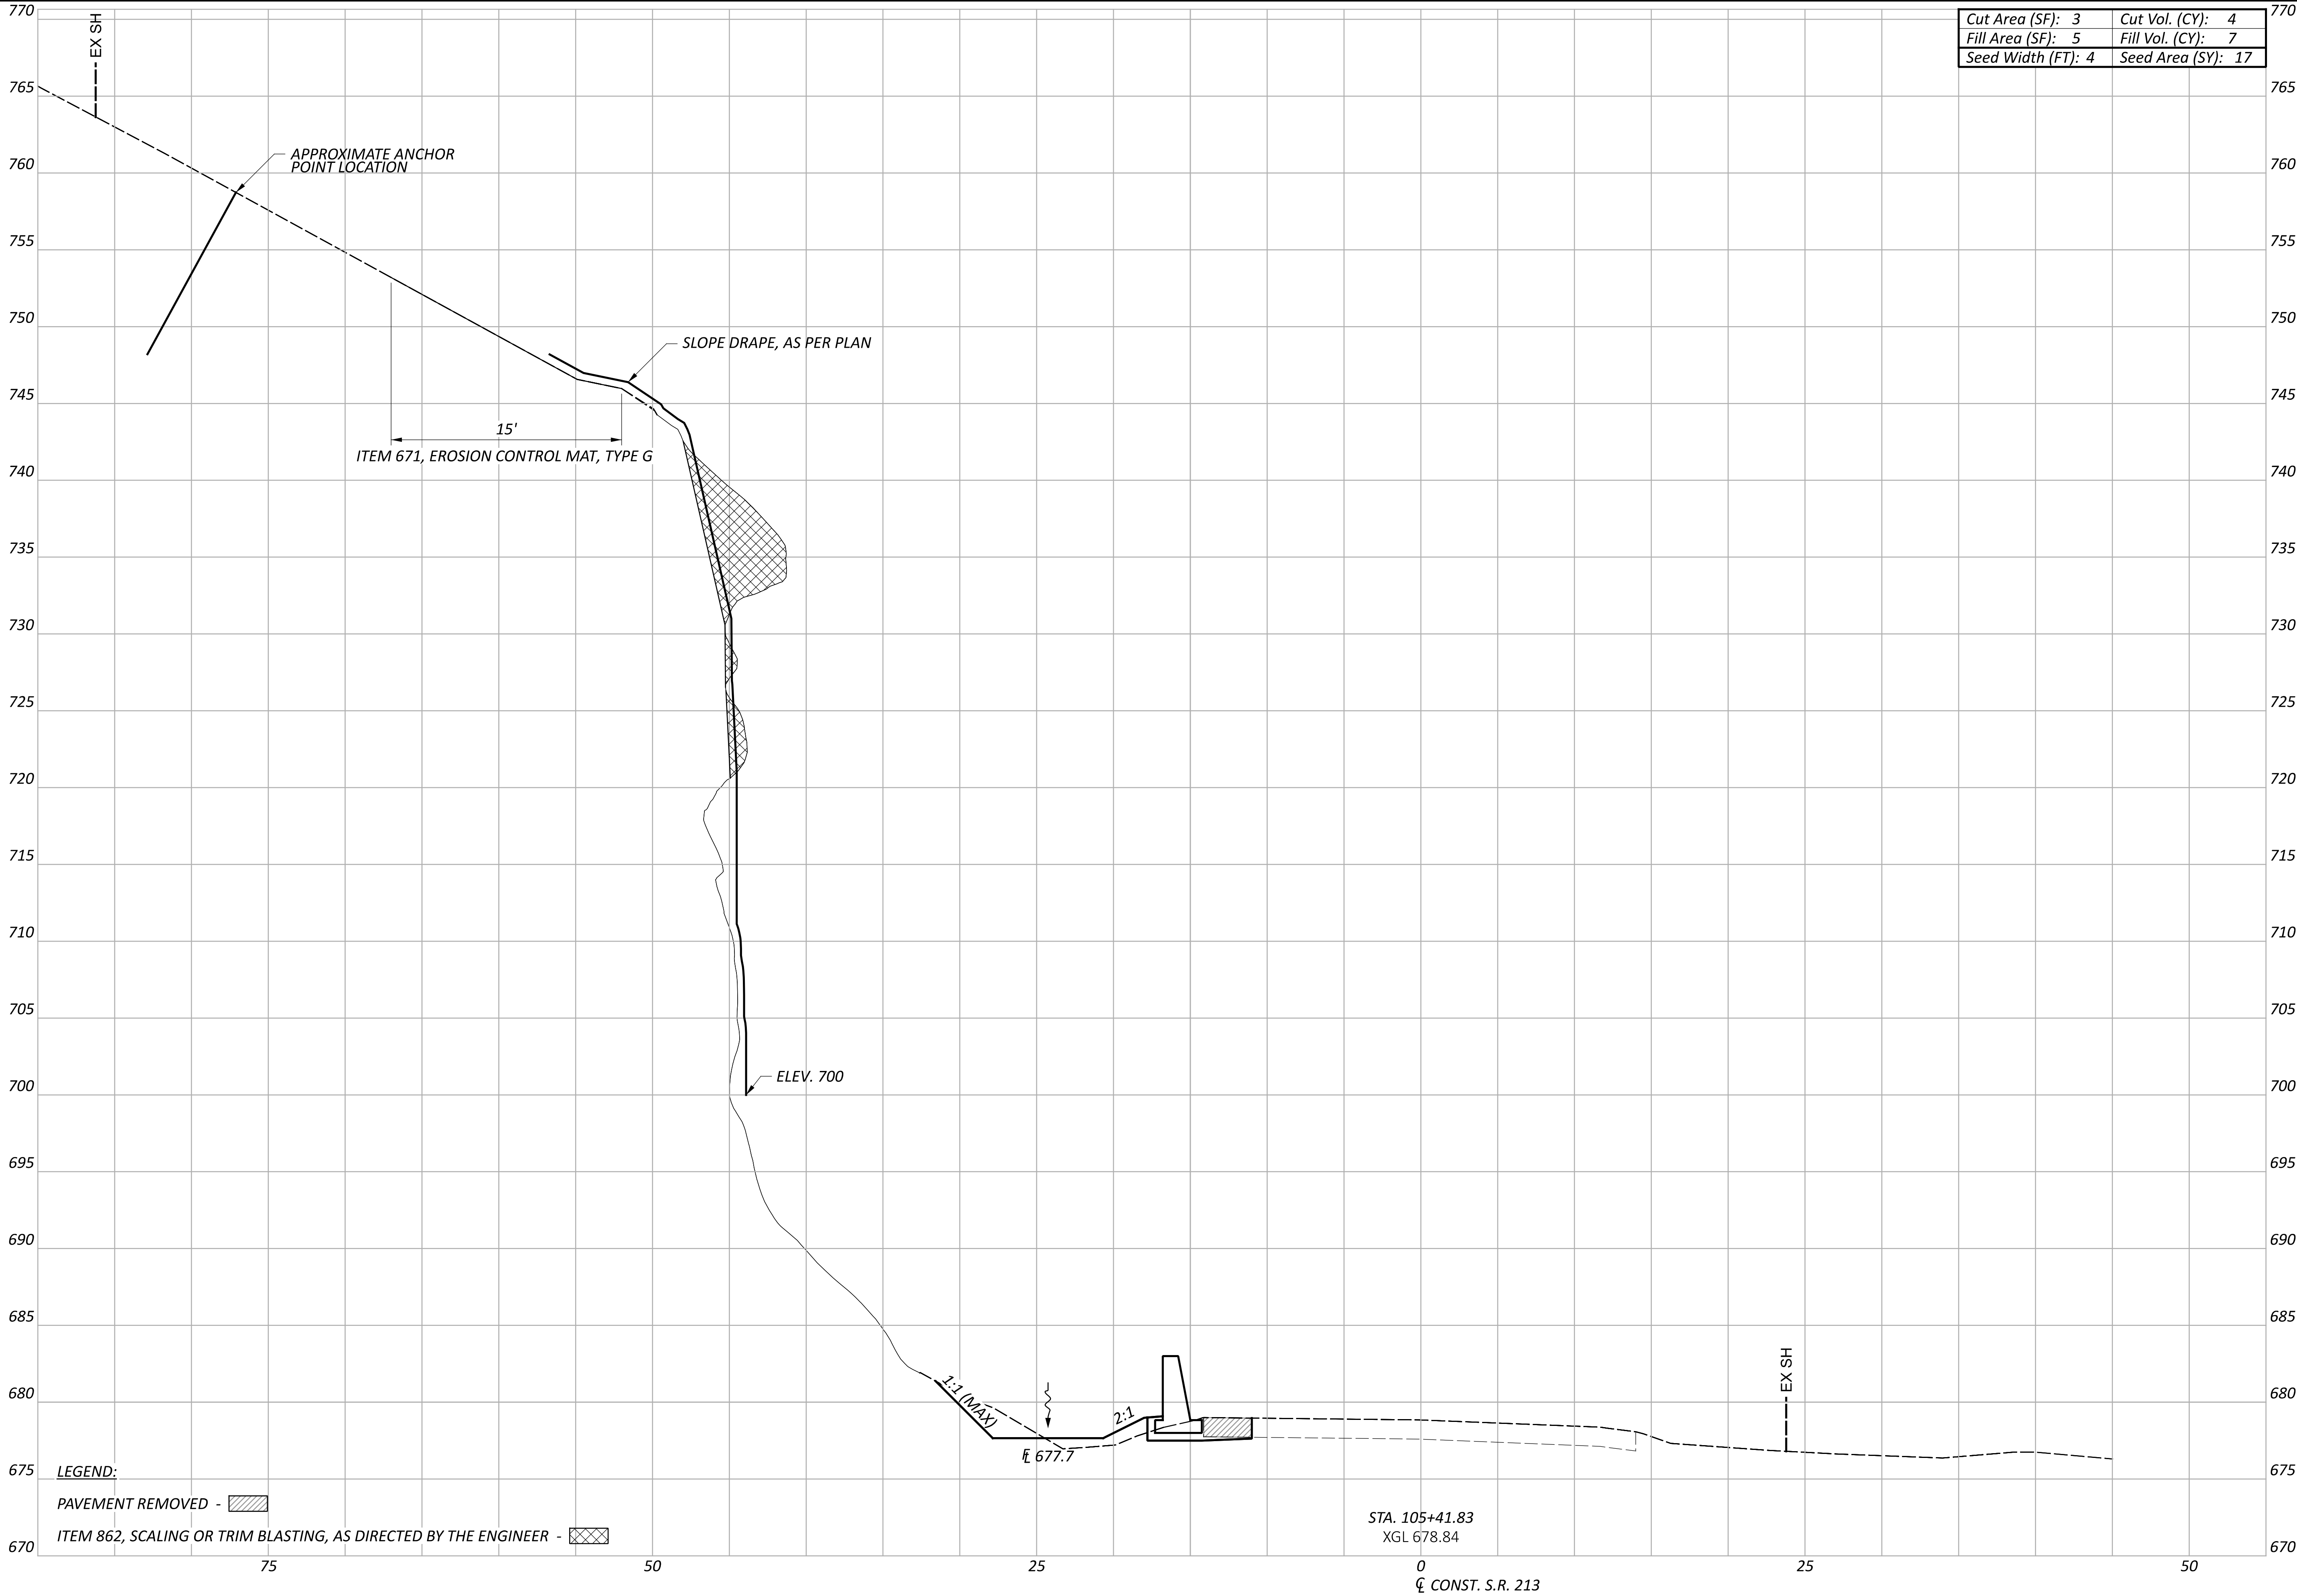 770
770
Cut Area (SF): 3 Cut Vol. (CY): 4
Fill Area (SF): 5 Fill Vol. (CY): 7
Seed Width (FT): 4 Seed Area (SY): 17
EX SH
765
765
APPROXIMATE ANCHOR
POINT LOCATION
760
760
755
755
750
750
SLOPE DRAPE, AS PER PLAN
745
745
15'
ITEM 671, EROSION CONTROL MAT, TYPE G
740
740
735
735
730
730
725
725
720
720
715
715
710
710
705
705
ELEV. 700
700
700
695
695
690
690
685
685
EX SH
680
680
1:1 (MAX)
2:1
FL 677.7
675
675
LEGEND:
PAVEMENT REMOVED -
ITEM 862, SCALING OR TRIM BLASTING, AS DIRECTED BY THE ENGINEER -
STA. 105+41.83
XGL 678.84
670
670
75 50 25 0 25 50
CL CONST. S.R. 213